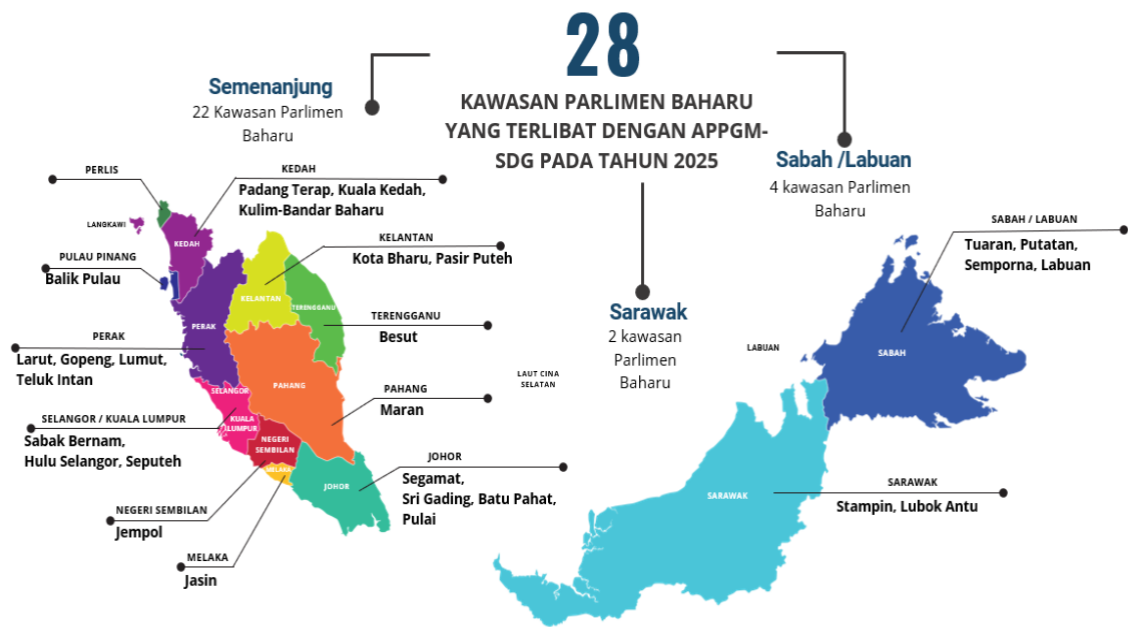 28
KAWASAN PARLIMEN BAHARU
YANG TERLIBAT DENGAN APPGM-
SDG PADA TAHUN 2025
Semenanjung
22 Kawasan Parlimen
Baharu
PERLIS
KEDAH
Padang Terap, Kuala Kedah,
Kulim-Bandar Baharu
LANGKAWI
KEDAH
PULAU PINANG
Balik Pulau
KELANTAN
Kota Bharu, Pasir Puteh
KELANTAN
TERENGGANU
TERENGGANU
Besut
PERAK
PERAK
Larut, Gopeng, Lumut,
Teluk Intan
PAHANG
PAHANG
Maran
LAUT CINA
SELATAN
SELANGOR
SELANGOR / KUALA LUMPUR
Sabak Bernam,
Hulu Selangor, Seputeh
KUALA
LUMPUR
NEGERI
SEMBILAN
MELAKA
JOHOR
JOHOR
Segamat,
Sri Gading, Batu Pahat,
Pulai
NEGERI SEMBILAN
Jempol
MELAKA
Jasin
Sarawak
2 kawasan
Parlimen
Baharu
Sabah /Labuan
4 kawasan Parlimen
Baharu
SABAH / LABUAN
Tuaran, Putatan,
Semporna, Labuan
LABUAN
SABAH
SARAWAK
SARAWAK
Stampin, Lubok Antu